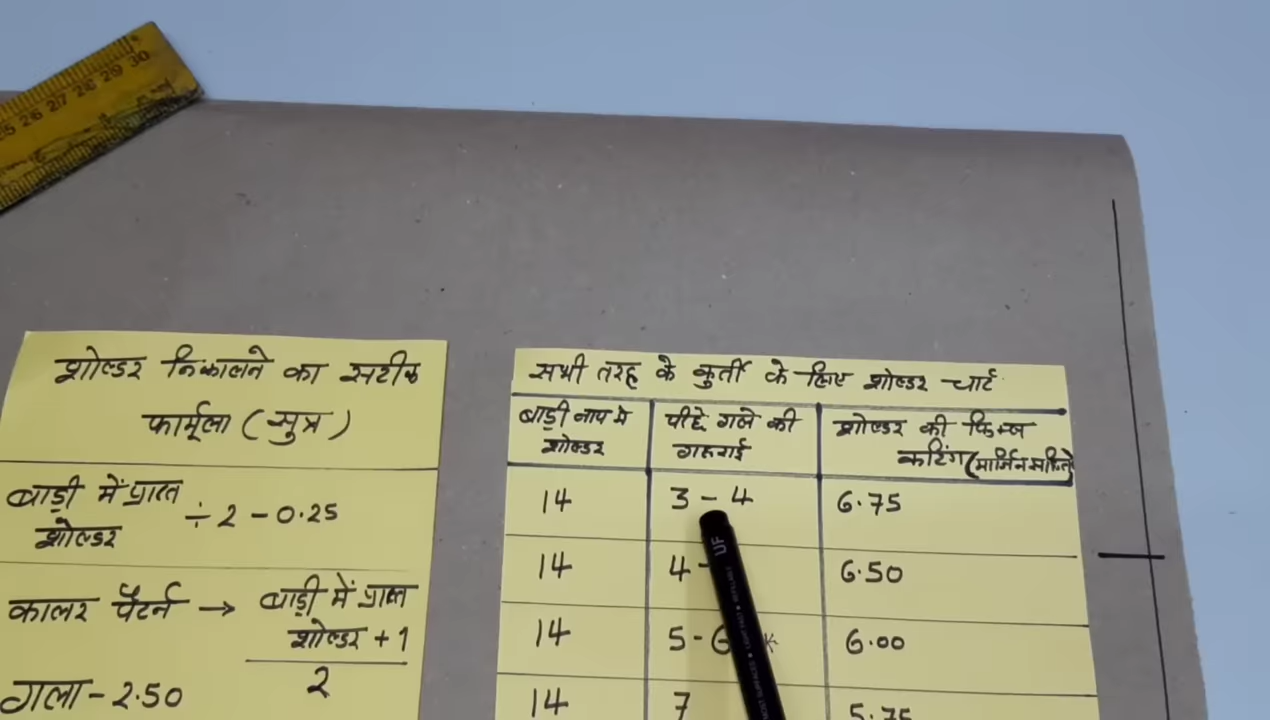 25 26 27 28 29 30
शोल्डर निकालने का सटीक
फार्मूला (सुत्र)
बाड़ी में प्राप्त
शोल्डर
÷ 2 - 0.25
कालर पैटर्न → बाड़ी में प्राप्त
शोल्डर + 1
2
गला - 2.50
सभी तरह के कुर्ती के लिए शोल्डर चार्ट
बाड़ी नाप मे
शोल्डर
पीछे गले की
गहराई
शोल्डर की फिक्स
कटिंग (मार्जिन सहित)
14 3 - 4 6.75
14 4 - 6.50
14 5 - 6 * 6.00
14 7 5.75
UF